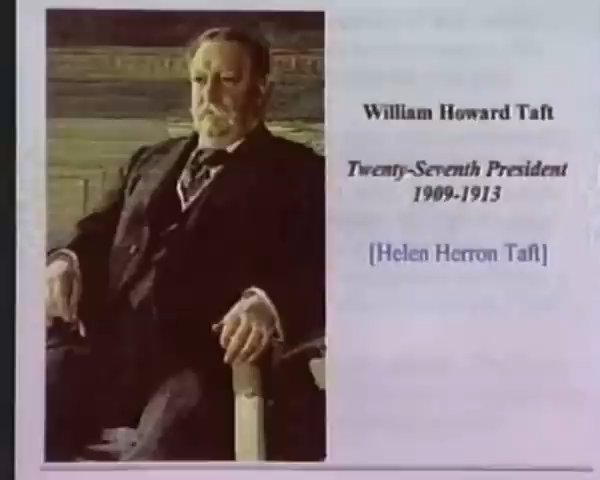 William Howard Taft
Twenty-Seventh President
1909-1913
[Helen Herron Taft]